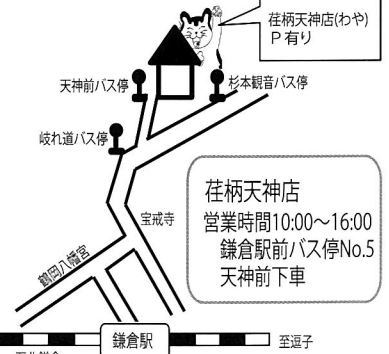 荏柄天神店(わや)
P有り
天神前バス停
杉本観音バス停
岐れ道バス停
荏柄天神店
営業時間10:00～16:00
鎌倉駅前バス停No.5
天神前下車
宝戒寺
鶴岡八幡宮
鎌倉駅
至逗子